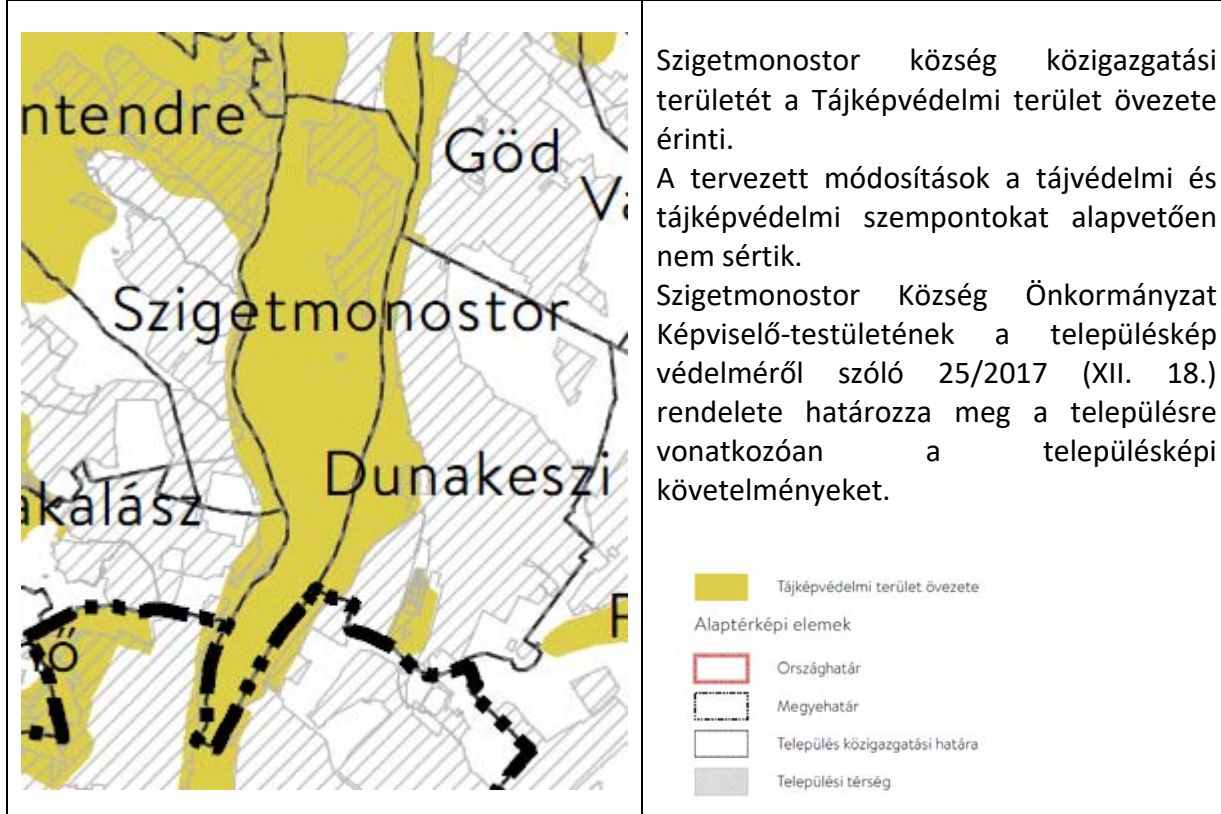 ntendre
Göd
Szigetmonostor
Dunakeszi
akalász
Szigetmonostor község közigazgatási
területét a Tájképvédelmi terület övezete
érinti.
A tervezett módosítások a tájvédelmi és
tájképvédelmi szempontokat alapvetően
nem sértik.
Szigetmonostor Község Önkormányzat
Képviselő-testületének a településkép
védelméről szóló 25/2017 (XII. 18.)
rendelete határozza meg a településre
vonatkozóan a településképi
követelményeket.
Tájképvédelmi terület övezete
Alaptérképi elemek
Országhatár
Megyehatár
Település közigazgatási határa
Települési térség